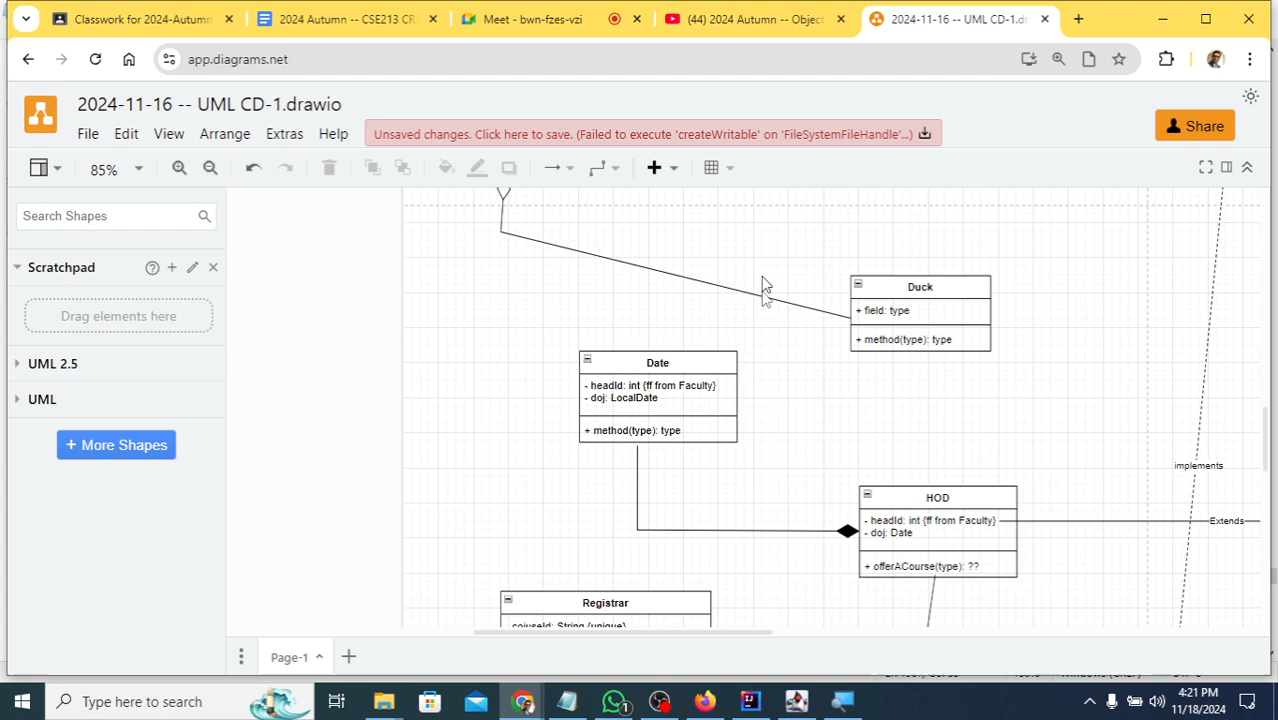 Classwork for 2024-Autumn
2024 Autumn -- CSE213 CR
Meet - bwn-fzes-vzi
(44) 2024 Autumn -- Object
2024-11-16 -- UML CD-1.dr
app.diagrams.net
2024-11-16 -- UML CD-1.drawio
File Edit View Arrange Extras Help
Unsaved changes. Click here to save. (Failed to execute 'createWritable' on 'FileSystemFileHandle'...)
Share
85%
Search Shapes
Scratchpad
Drag elements here
UML 2.5
UML
+ More Shapes
Duck
+ field: type
+ method(type): type
Date
- headId: int {ff from Faculty}
- doj: LocalDate
+ method(type): type
implements
HOD
- headId: int {ff from Faculty}
- doj: Date
Extends
+ offerACourse(type): ??
Registrar
Page-1
Type here to search
1
4:21 PM
11/18/2024